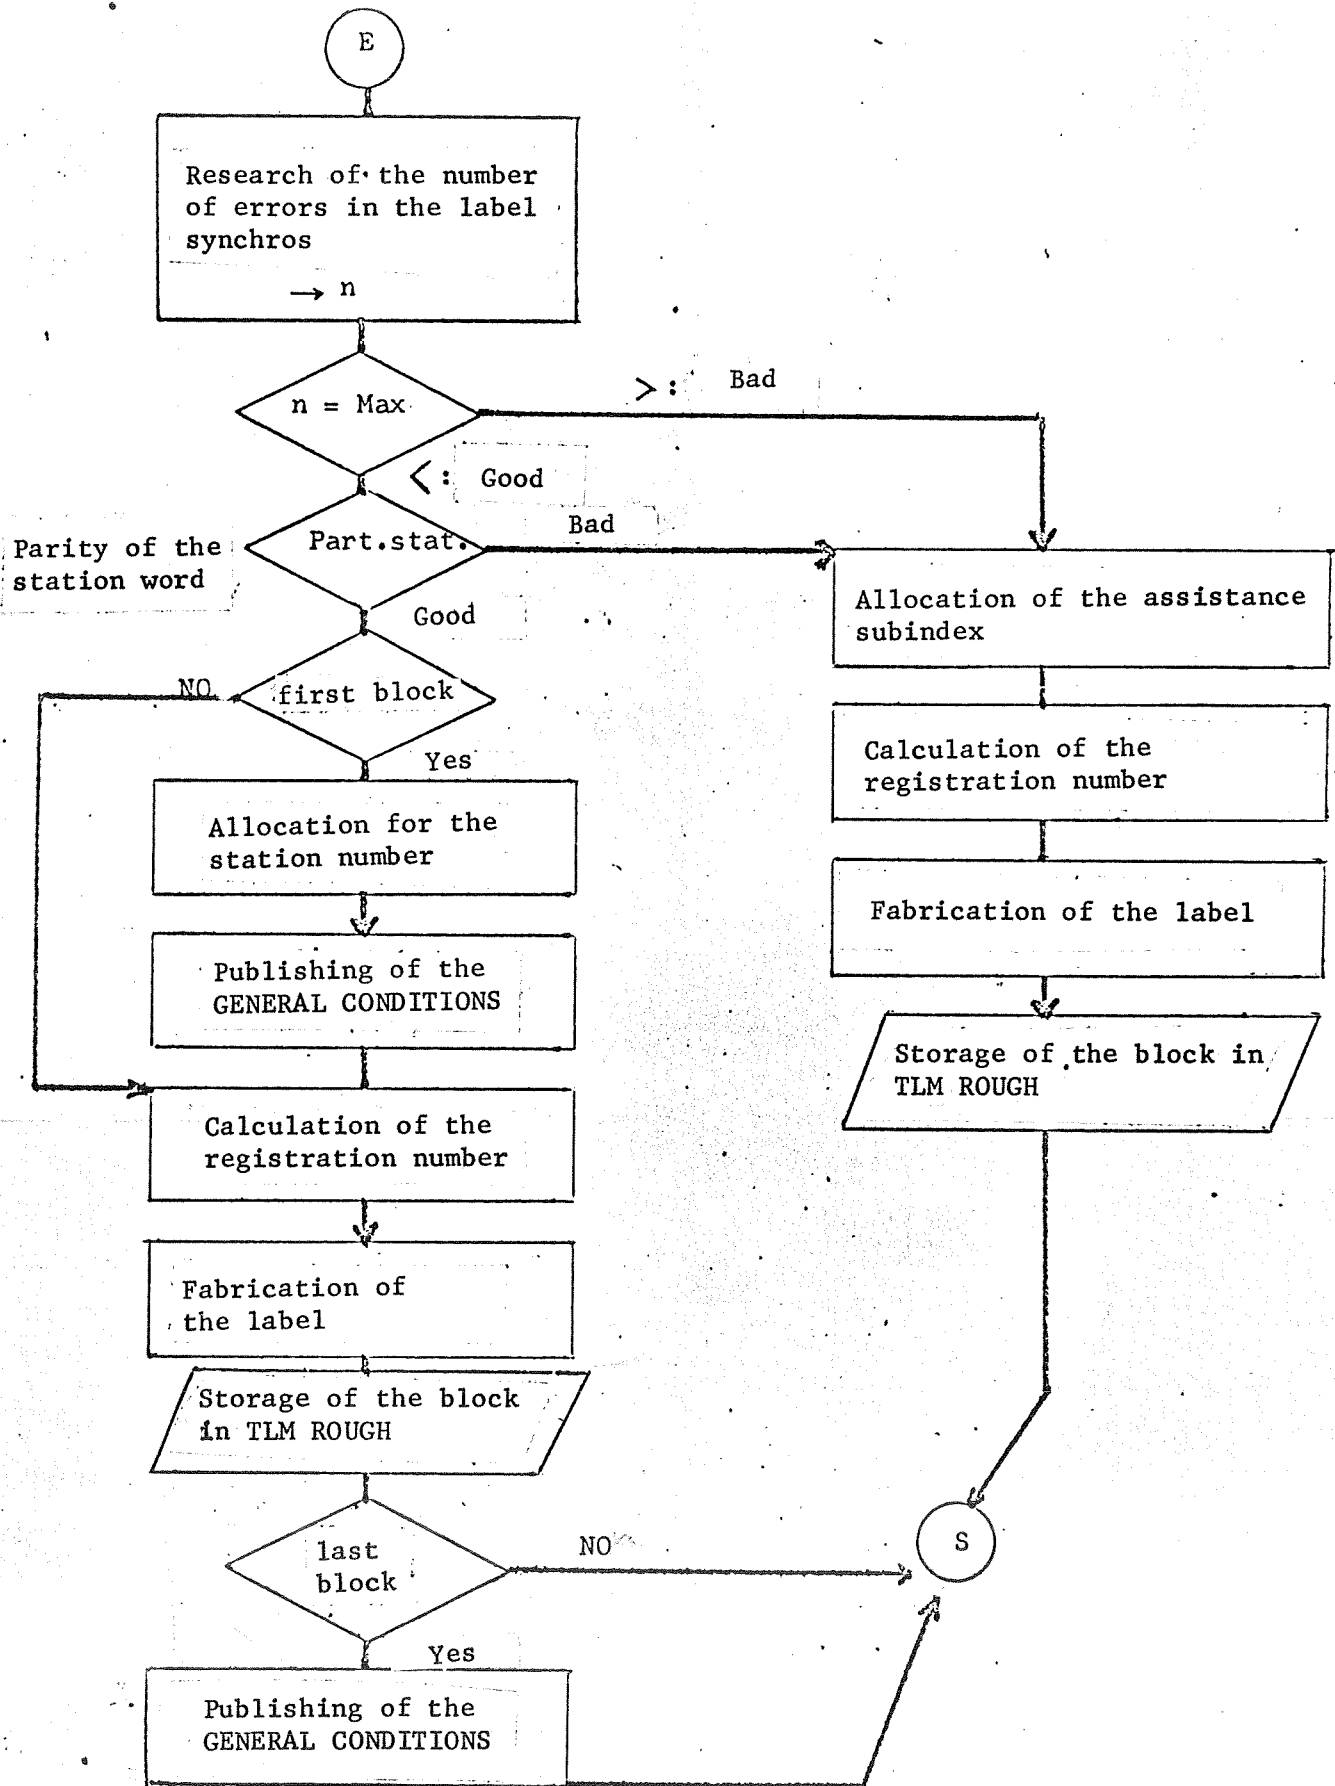 E
Research of the number
of errors in the label
synchros
→ n
n = Max
>: Bad
<: Good
Parity of the
station word
Part.stat.
Bad
Good
Allocation of the assistance
subindex
NO
first block
Yes
Calculation of the
registration number
Allocation for the
station number
Fabrication of the label
Publishing of the
GENERAL CONDITIONS
Storage of the block in
TLM ROUGH
Calculation of the
registration number
Fabrication of
the label
Storage of the block
in TLM ROUGH
last
block
NO
S
Yes
Publishing of the
GENERAL CONDITIONS